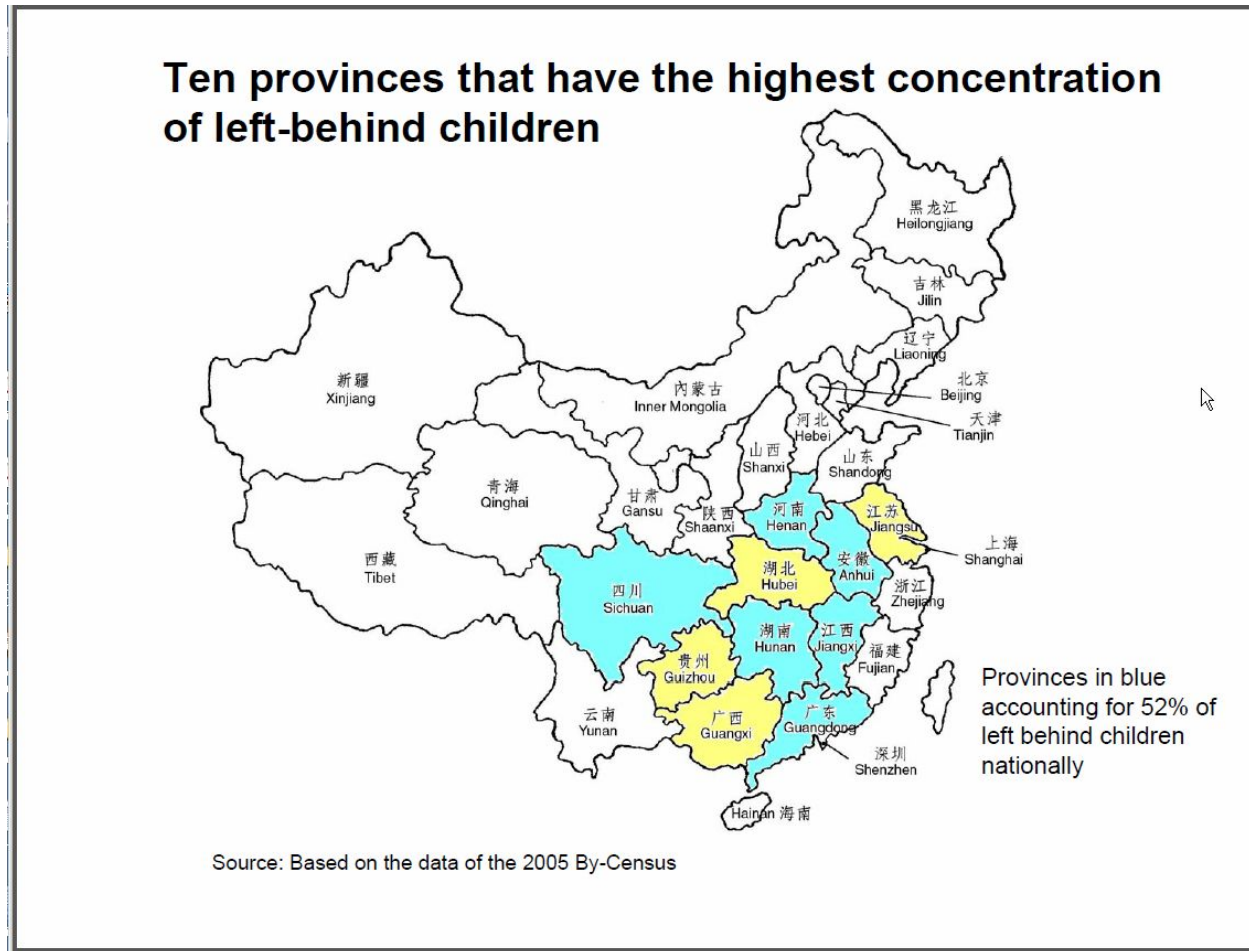 Ten provinces that have the highest concentration
of left-behind children
黑龙江
Heilongjiang
吉林
Jilin
辽宁
Liaoning
北京
Beijing
天津
Tianjin
新疆
Xinjiang
內蒙古
Inner Mongolia
河北
Hebei
山西
Shanxi
山东
Shandong
青海
Qinghai
甘肃
Gansu
陕西
Shaanxi
河南
Henan
江苏
Jiangsu
上海
Shanghai
西藏
Tibet
四川
Sichuan
湖北
Hubei
安徽
Anhui
浙江
Zhejiang
湖南
Hunan
江西
Jiangxi
福建
Fujian
贵州
Guizhou
云南
Yunan
广西
Guangxi
广东
Guangdong
深圳
Shenzhen
Hainan 海南
Provinces in blue
accounting for 52% of
left behind children
nationally
Source: Based on the data of the 2005 By-Census